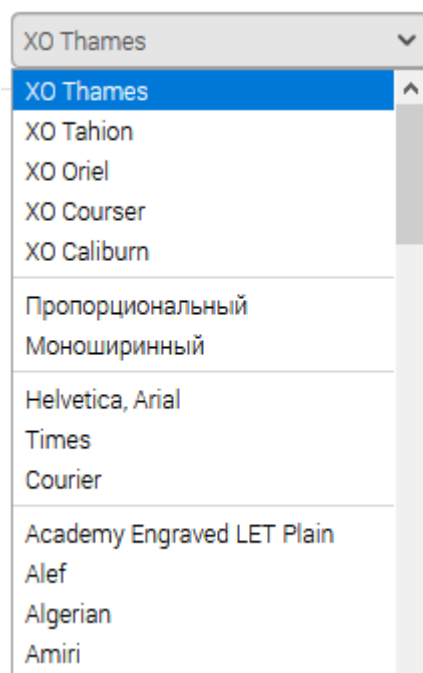 XO Thames
XO Thames
XO Tahion
XO Oriel
XO Courser
XO Caliburn
Пропорциональный
Моноширинный
Helvetica, Arial
Times
Courier
Academy Engraved LET Plain
Alef
Algerian
Amiri